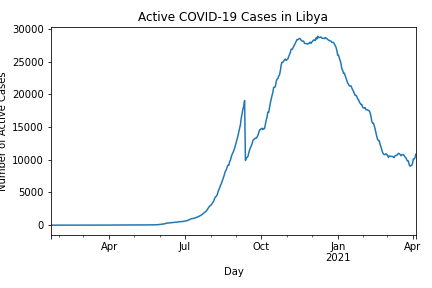 Active COVID-19 Cases in Libya
Number of Active Cases
30000
25000
20000
15000
10000
5000
0
Apr
Jul
Oct
Jan
2021
Apr
Day